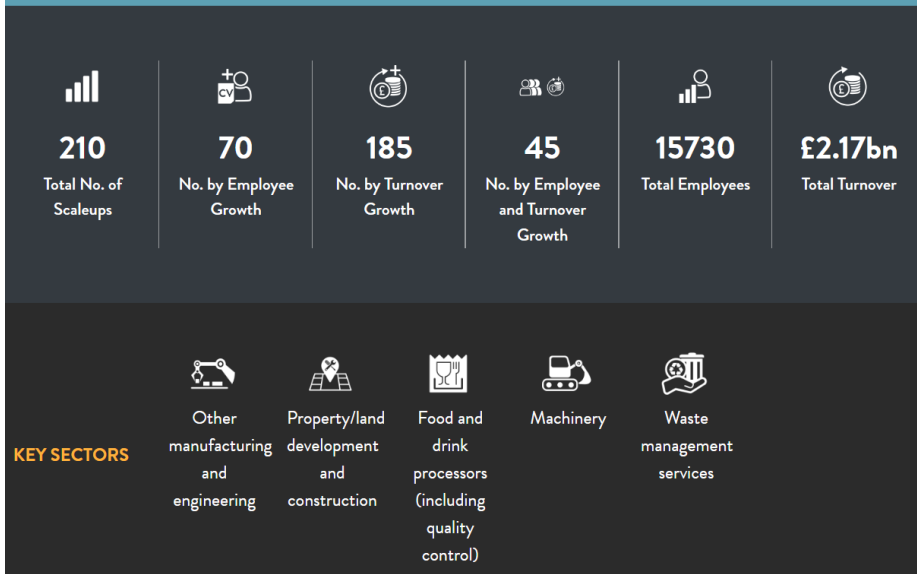 210
Total No. of
Scaleups
CV
70
No. by Employee
Growth
£
185
No. by Turnover
Growth
£
45
No. by Employee
and Turnover
Growth
15730
Total Employees
£
£2.17bn
Total Turnover
KEY SECTORS
Other
manufacturing
and
engineering
Property/land
development
and
construction
Food and
drink
processors
(including
quality
control)
Machinery
Waste
management
services